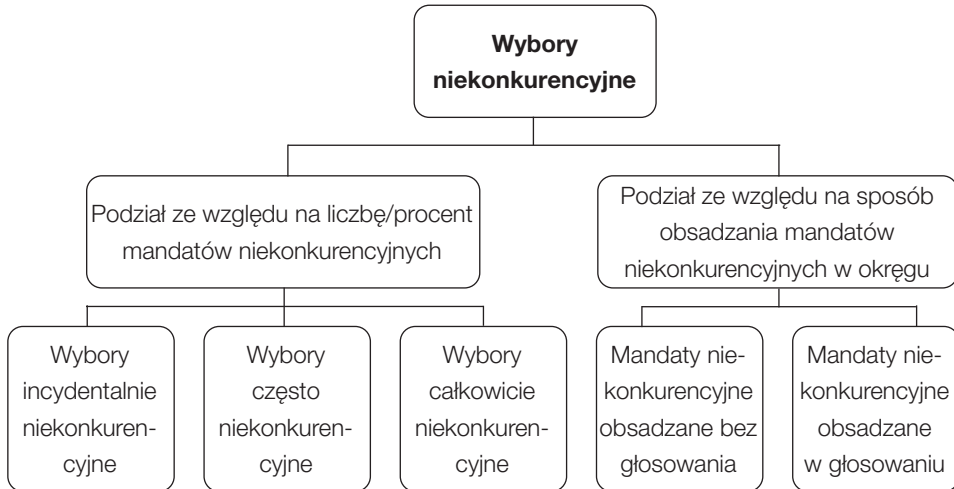 Wybory
niekonkurencyjne
Podział ze względu na liczbę/procent
mandatów niekonkurencyjnych
Podział ze względu na sposób
obsadzania mandatów
niekonkurencyjnych w okręgu
Wybory
incydentalnie
niekonkuren-
cyjne
Wybory
często
niekonkuren-
cyjne
Wybory
całkowicie
niekonkuren-
cyjne
Mandaty nie-
konkurencyjne
obsadzane bez
głosowania
Mandaty nie-
konkurencyjne
obsadzane
w głosowaniu